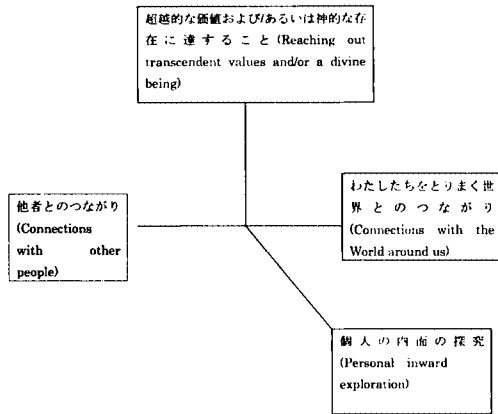 超越的な価値および/あるいは神的な存
在に達すること(Reaching out
transcendent values and/or a divine
being)
他者とのつながり
(Connections
with other
people)
わたしたちをとりまく世
界とのつながり
(Connections with the
World around us)
個人の内面の探究
(Personal inward
exploration)